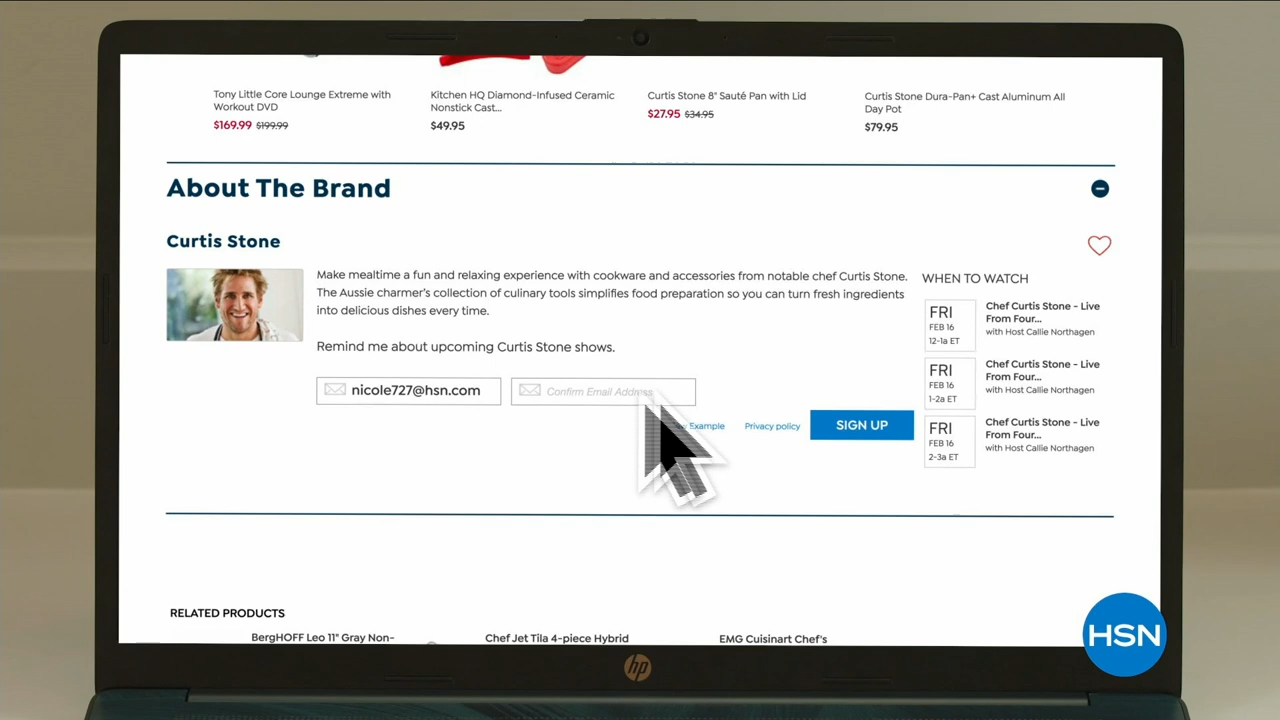 Tony Little Core Lounge Extreme with
Workout DVD
$169.99 $199.99
Kitchen HQ Diamond-Infused Ceramic
Nonstick Cast...
$49.95
Curtis Stone 8" Sauté Pan with Lid
$27.95 $34.95
Curtis Stone Dura-Pan+ Cast Aluminum All
Day Pot
$79.95
About The Brand
Curtis Stone
Make mealtime a fun and relaxing experience with cookware and accessories from notable chef Curtis Stone.
The Aussie charmer's collection of culinary tools simplifies food preparation so you can turn fresh ingredients
into delicious dishes every time.
Remind me about upcoming Curtis Stone shows.
nicole727@hsn.com
Confirm Email Address
Example
Privacy policy
SIGN UP
WHEN TO WATCH
FRI
FEB 16
12-1a ET
Chef Curtis Stone - Live
From Four...
with Host Callie Northagen
FRI
FEB 16
1-2a ET
Chef Curtis Stone - Live
From Four...
with Host Callie Northagen
FRI
FEB 16
2-3a ET
Chef Curtis Stone - Live
From Four...
with Host Callie Northagen
RELATED PRODUCTS
BergHOFF Leo 11" Gray Non-
Chef Jet Tila 4-piece Hybrid
EMG Cuisinart Chef's
HSN
hp